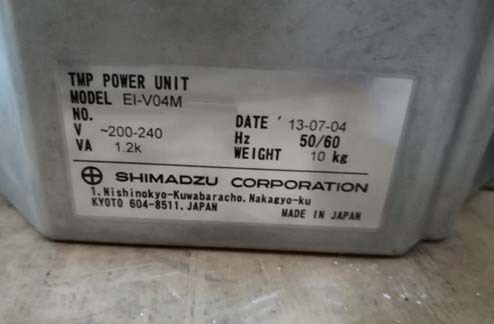 TMP POWER UNIT
MODEL EI-V04M
NO.
DATE '13-07-04
V ~200-240
Hz 50/60
VA 1.2k
WEIGHT 10 kg
SHIMADZU CORPORATION
1.Nishinokyo-Kuwabaracho.Nakagyo-ku
KYOTO 604-8511.JAPAN
MADE IN JAPAN